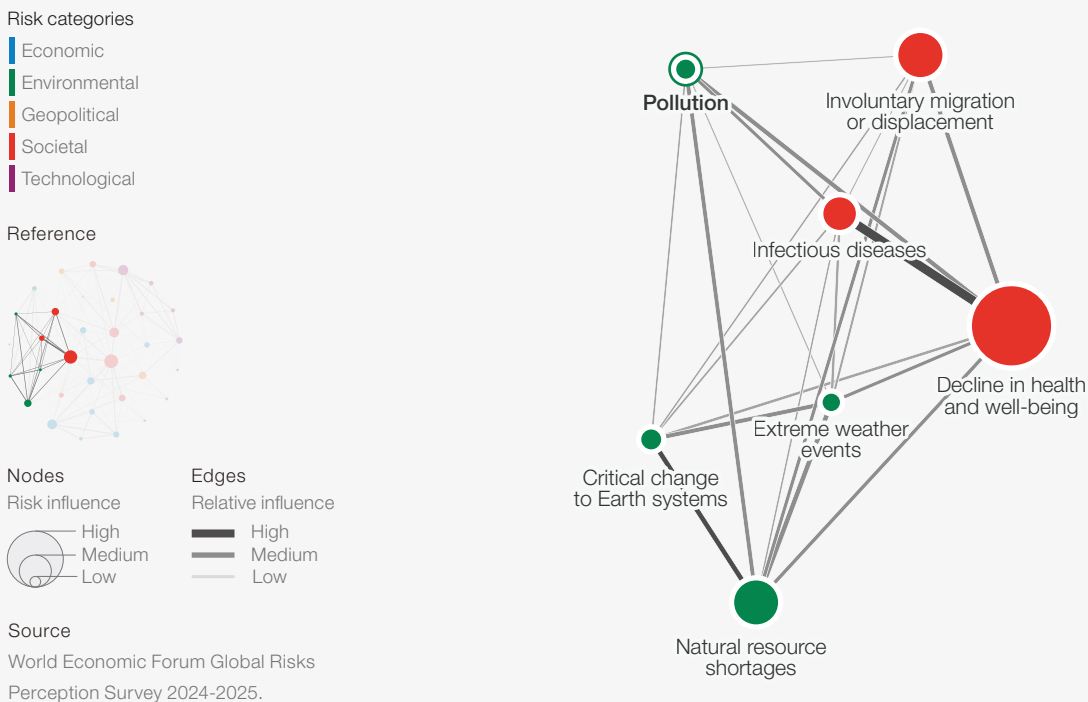 Risk categories
Economic
Environmental
Geopolitical
Societal
Technological
Reference
Nodes
Risk influence
High
Medium
Low
Edges
Relative influence
High
Medium
Low
Source
World Economic Forum Global Risks
Perception Survey 2024-2025.
Pollution
Involuntary migration
or displacement
Infectious diseases
Decline in health
and well-being
Extreme weather
events
Critical change
to Earth systems
Natural resource
shortages